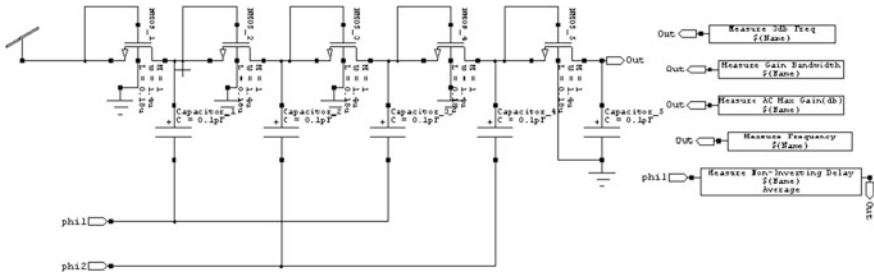 NMOS_1
NMOS_2
NMOS_3
NMOS_4
NMOS_5
Capacitor_1
C = 0.1pF
Capacitor_2
C = 0.1pF
Capacitor_3
C = 0.1pF
Capacitor_4
C = 0.1pF
Capacitor_5
C = 0.1pF
Out
phi1
phi2
Out
Measure 3db Freq
$(Name)
Out
Measure Gain Bandwidth
$(Name)
Out
Measure AC Max Gain(db)
$(Name)
Out
Measure Frequency
$(Name)
phi1
Measure Non-Inverting Delay
$(Name)
Average
Out